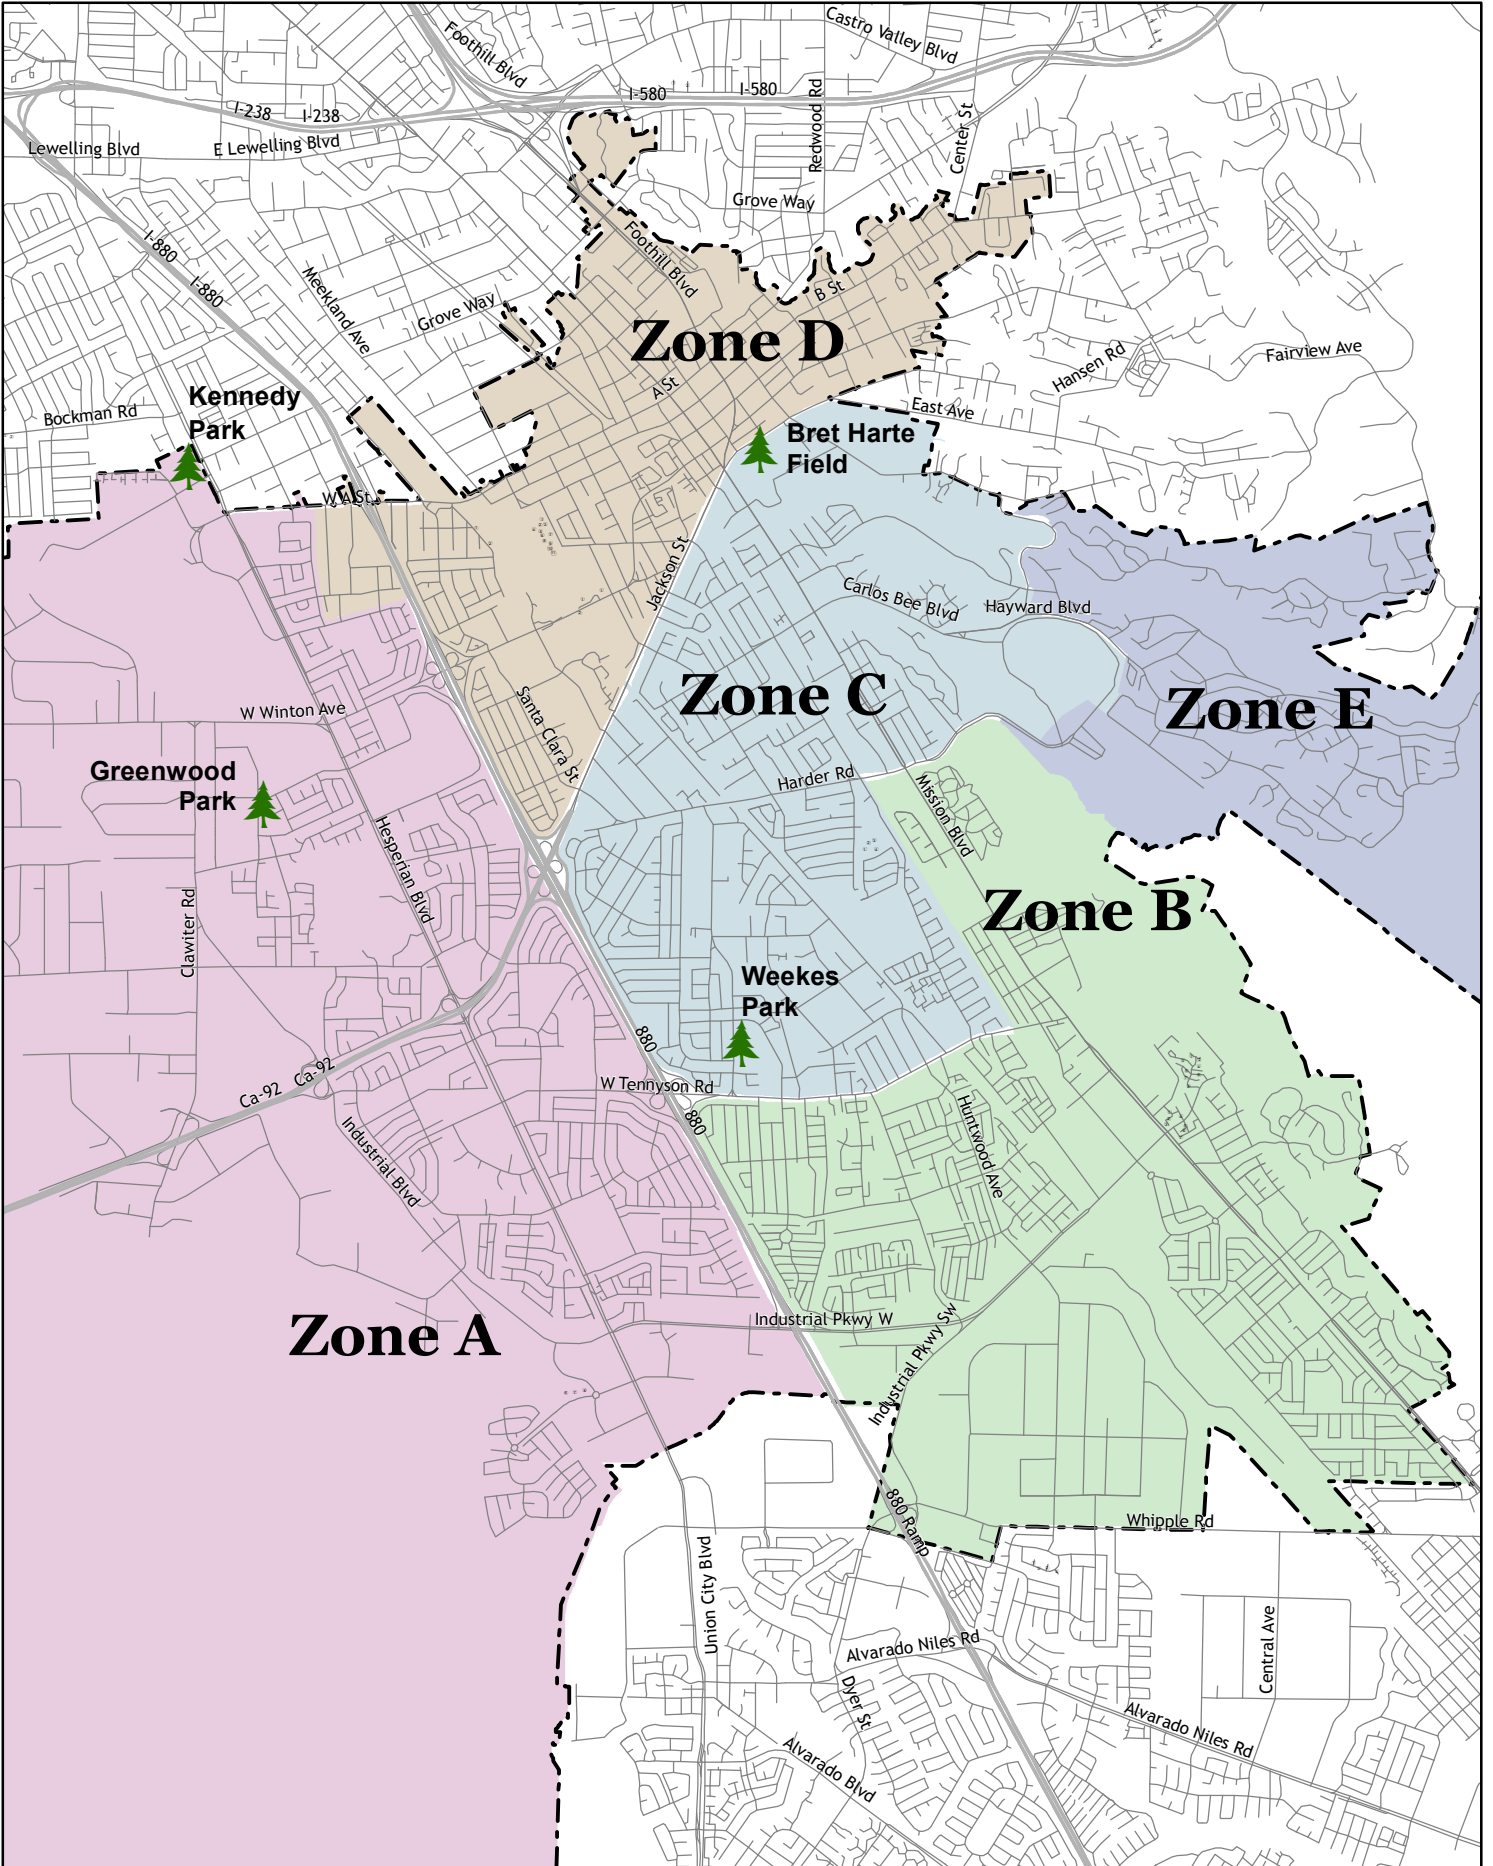 Castro Valley Blvd
Foothill Blvd
I-580
I-580
Redwood Rd
I-238
I-238
Center St
Lewelling Blvd
E Lewelling Blvd
Grove Way
I-880
Foothill Blvd
I-880
Meekland Ave
B St
Grove Way
Zone D
Hansen Rd
Fairview Ave
A St
Kennedy
Park
Bockman Rd
East Ave
Bret Harte
Field
W A St
Jackson St
Carlos Bee Blvd
Hayward Blvd
Zone C
Zone E
W Winton Ave
Santa Clara St
Greenwood
Park
Harder Rd
Mission Blvd
Hesperian Blvd
Zone B
Clawiter Rd
Weekes
Park
880
Ca-92
Ca-92
W Tennyson Rd
880
Huntwood Ave
Industrial Blvd
Zone A
Industrial Pkwy W
Industrial Pkwy Sw
880 Ramp
Whipple Rd
Union City Blvd
Central Ave
Alvarado Niles Rd
Dyer St
Alvarado Niles Rd
Alvarado Blvd